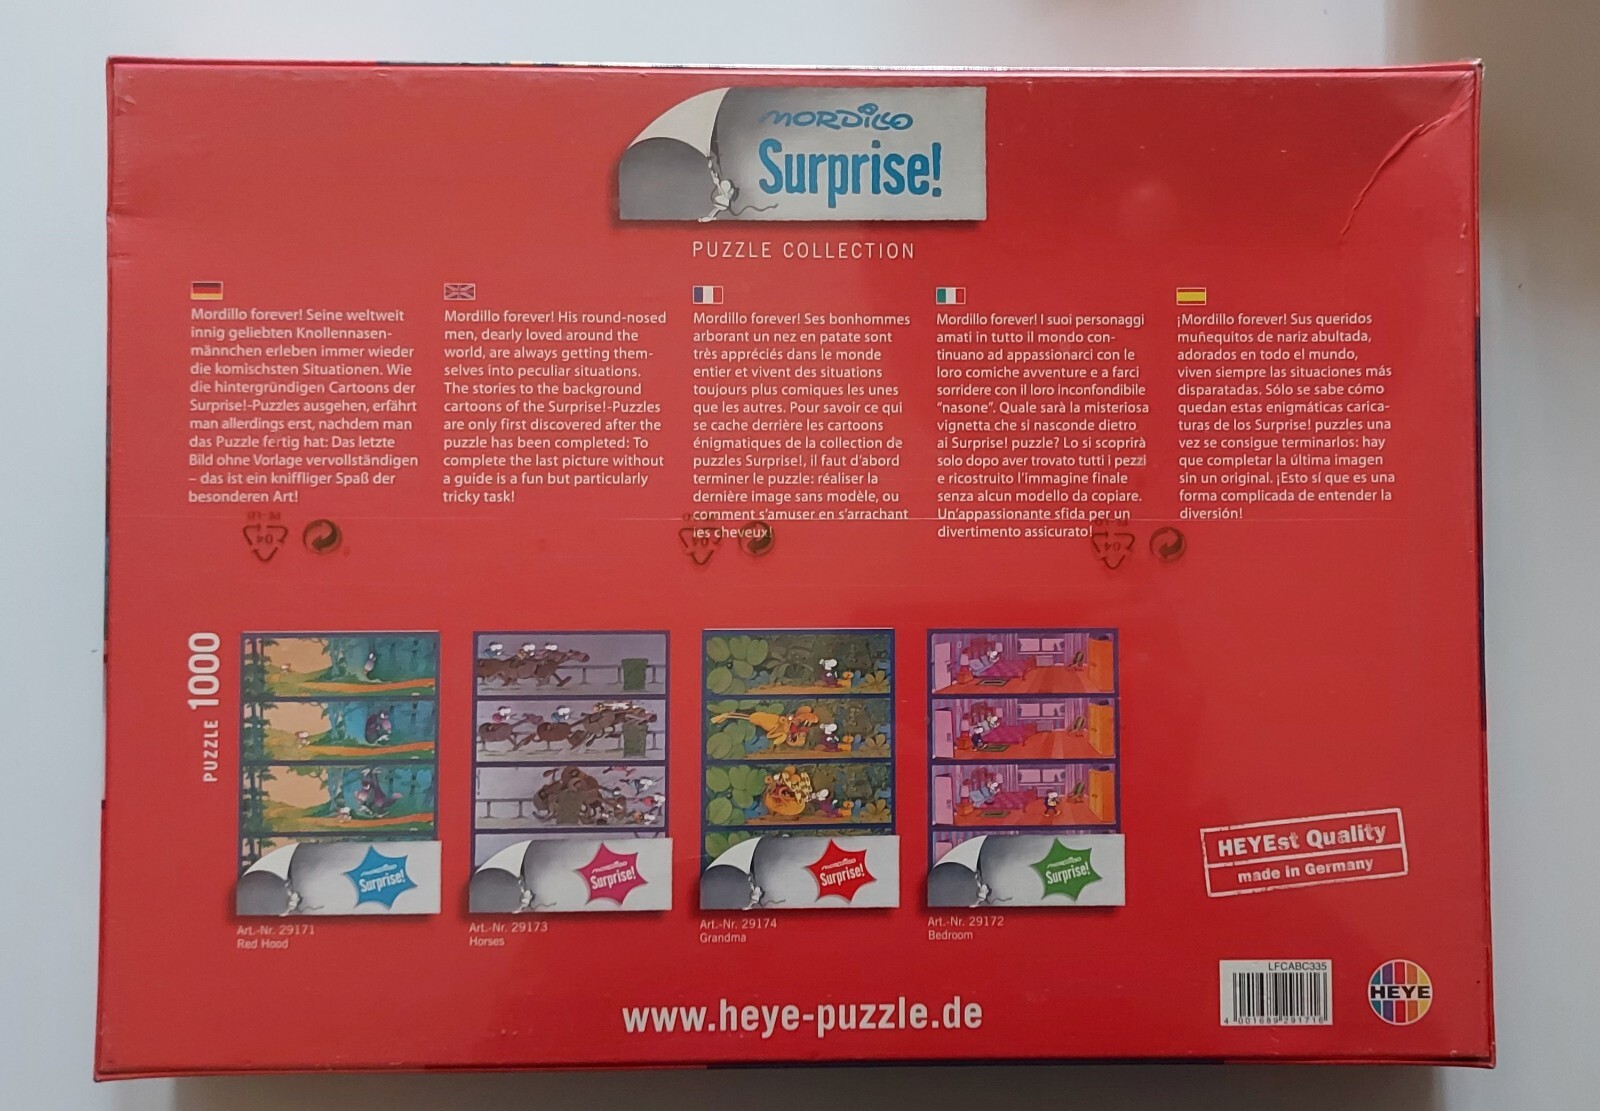 MORDILLO
Surprise!
PUZZLE COLLECTION
Mordillo forever! Seine weltweit
innig geliebten Knollennasen-
männchen erleben immer wieder
die komischsten Situationen. Wie
die hintergründigen Cartoons der
Surprise!-Puzzles ausgehen, erfährt
man allerdings erst, nachdem man
das Puzzle fertig hat: Das letzte
Bild ohne Vorlage vervollständigen
– das ist ein kniffliger Spaß der
besonderen Art!
Mordillo forever! His round-nosed
men, dearly loved around the
world, are always getting them-
selves into peculiar situations.
The stories to the background
cartoons of the Surprise!-Puzzles
are only first discovered after the
puzzle has been completed: To
complete the last picture without
a guide is a fun but particularly
tricky task!
Mordillo forever! Ses bonhommes
arborant un nez en patate sont
très appréciés dans le monde
entier et vivent des situations
toujours plus comiques les unes
que les autres. Pour savoir ce qui
se cache derrière les cartoons
énigmatiques de la collection de
puzzles Surprise!, il faut d'abord
terminer le puzzle: réaliser la
dernière image sans modèle, ou
comment s'amuser en s'arrachant
les cheveux!
Mordillo forever! I suoi personaggi
amati in tutto il mondo con-
tinuano ad appassionarci con le
loro comiche avventure e a farci
sorridere con il loro inconfondibile
"nasone". Quale sarà la misteriosa
vignetta che si nasconde dietro
ai Surprise! puzzle? Lo si scoprirà
solo dopo aver trovato tutti i pezzi
e ricostruito l'immagine finale
senza alcun modello da copiare.
Un'appassionante sfida per un
divertimento assicurato!
¡Mordillo forever! Sus queridos
muñequitos de nariz abultada,
adorados en todo el mundo,
viven siempre las situaciones más
disparatadas. Sólo se sabe cómo
quedan estas enigmáticas carica-
turas de los Surprise! puzzles una
vez se consigue terminarlos: hay
que completar la última imagen
sin un original. ¡Esto sí que es una
forma complicada de entender la
diversión!
04
04
04
PUZZLE 1000
MORDILLO
Surprise!
MORDILLO
Surprise!
MORDILLO
Surprise!
MORDILLO
Surprise!
Art.-Nr. 29171
Red Hood
Art.-Nr. 29173
Horses
Art.-Nr. 29174
Grandma
Art.-Nr. 29172
Bedroom
HEYEst Quality
made in Germany
LFCABC335
4 001689 291716
HEYE
www.heye-puzzle.de